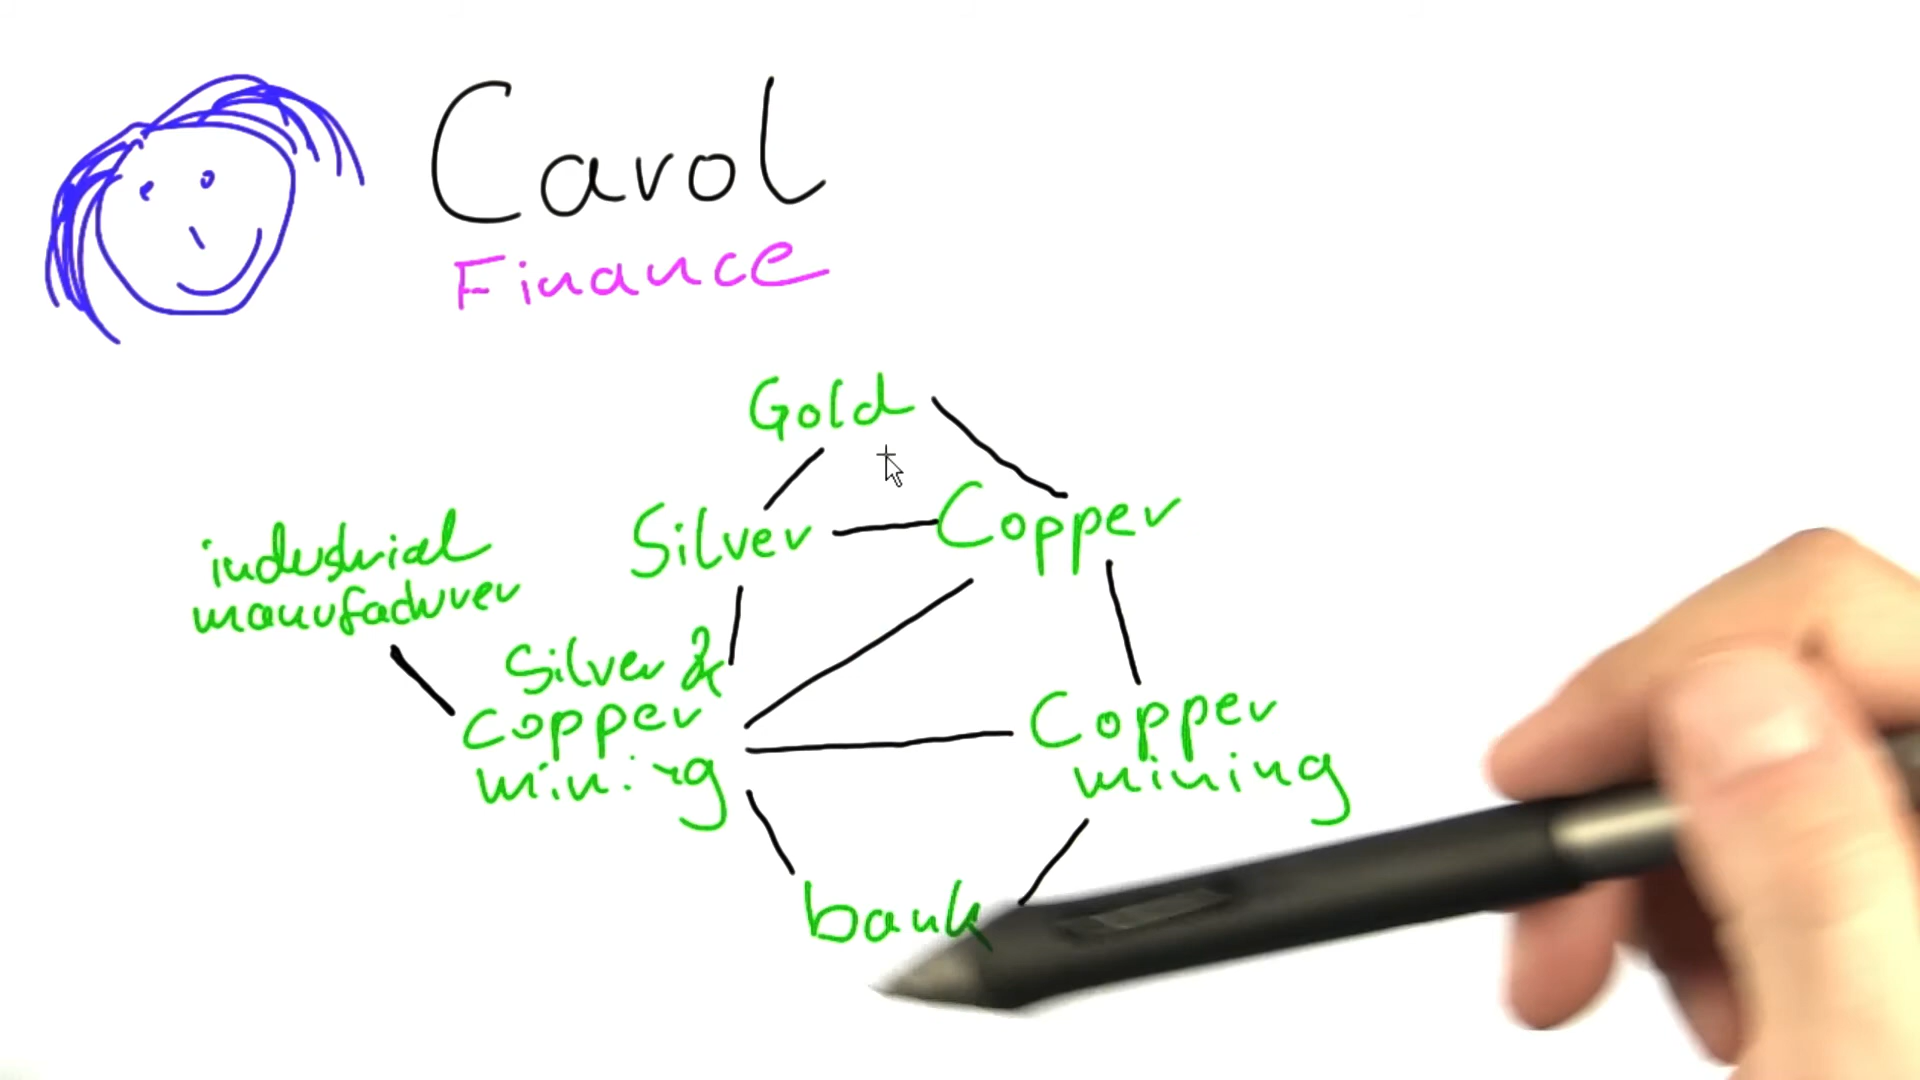 Carol
Finance
Gold
Silver
Copper
industrial
manufacturer
Silver &
Copper
mining
Copper
mining
bank